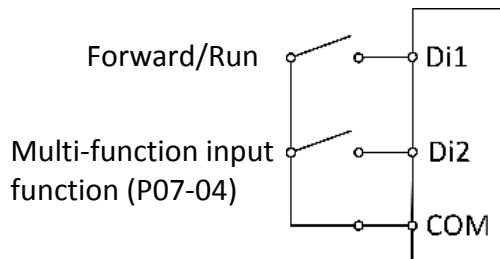 Forward/Run
Di1
Multi-function input
function (P07-04)
Di2
COM